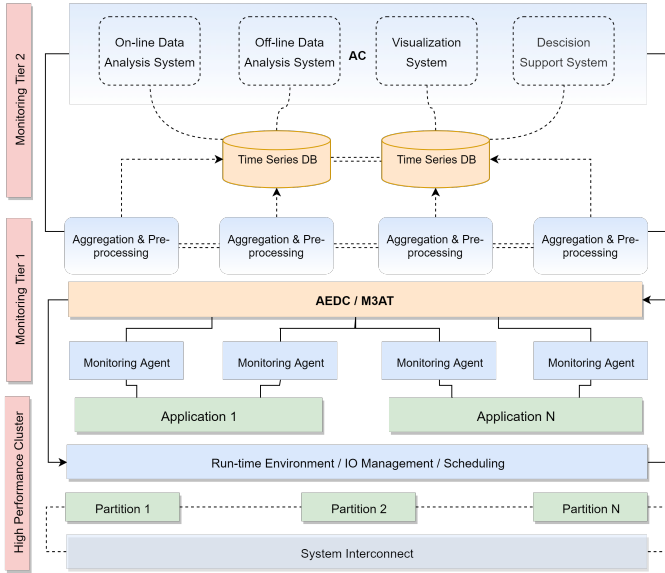 Monitoring Tier 2
On-line Data
Analysis System
Off-line Data
Analysis System
AC
Visualization
System
Descision
Support System
Time Series DB
Time Series DB
Monitoring Tier 1
Aggregation & Pre-
processing
Aggregation & Pre-
processing
Aggregation & Pre-
processing
Aggregation & Pre-
processing
AEDC / M3AT
Monitoring Agent
Monitoring Agent
Monitoring Agent
Monitoring Agent
High Performance Cluster
Application 1
Application N
Run-time Environment / IO Management / Scheduling
Partition 1
Partition 2
Partition N
System Interconnect